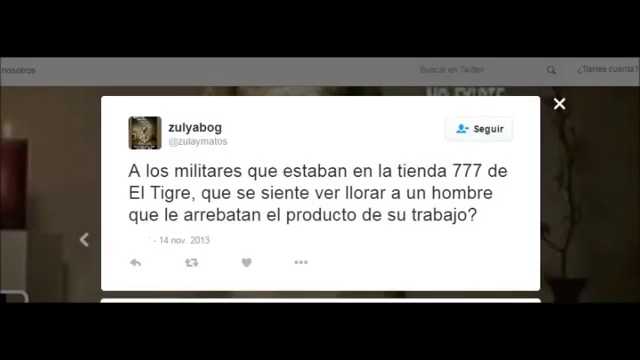 nosotros
Buscar en Twitter
¿Tienes cuenta?
zulyabog
@zulaymatos
Seguir
A los militares que estaban en la tienda 777 de
El Tigre, que se siente ver llorar a un hombre
que le arrebatan el producto de su trabajo?
- 14 nov. 2013